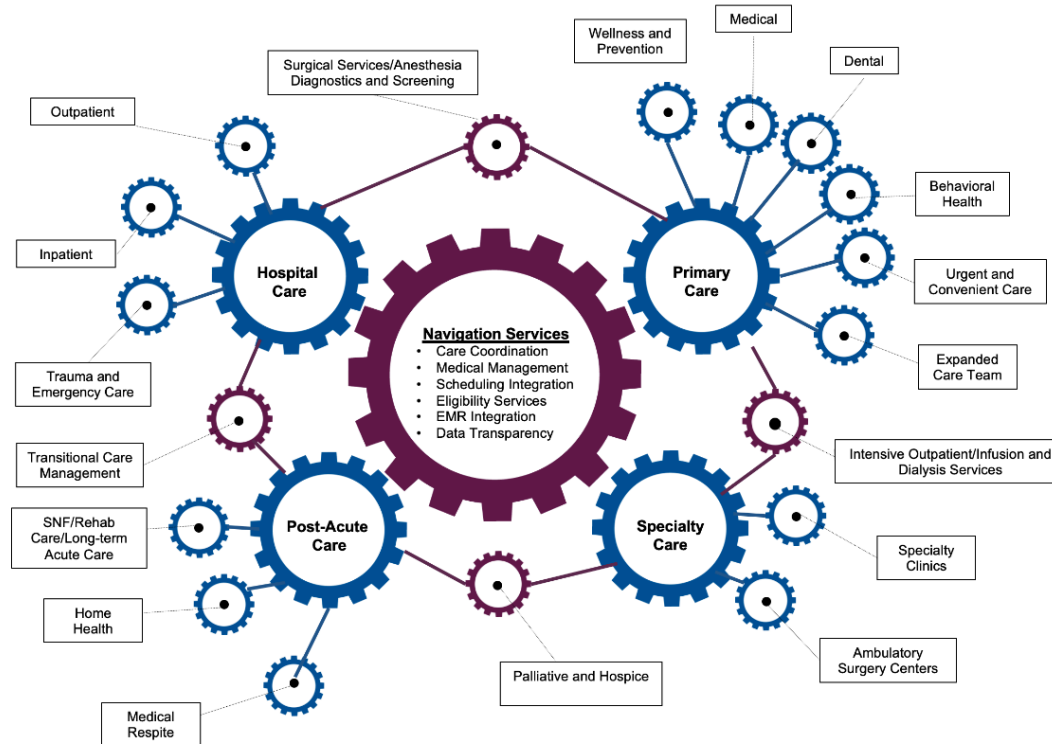 Wellness and
Prevention
Medical
Dental
Surgical Services/Anesthesia
Diagnostics and Screening
Outpatient
Behavioral
Health
Inpatient
Hospital
Care
Primary
Care
Urgent and
Convenient Care
Navigation Services
• Care Coordination
• Medical Management
• Scheduling Integration
• Eligibility Services
• EMR Integration
• Data Transparency
Trauma and
Emergency Care
Expanded
Care Team
Transitional Care
Management
Intensive Outpatient/Infusion and
Dialysis Services
SNF/Rehab
Care/Long-term
Acute Care
Post-Acute
Care
Specialty
Care
Specialty
Clinics
Home
Health
Palliative and Hospice
Ambulatory
Surgery Centers
Medical
Respite